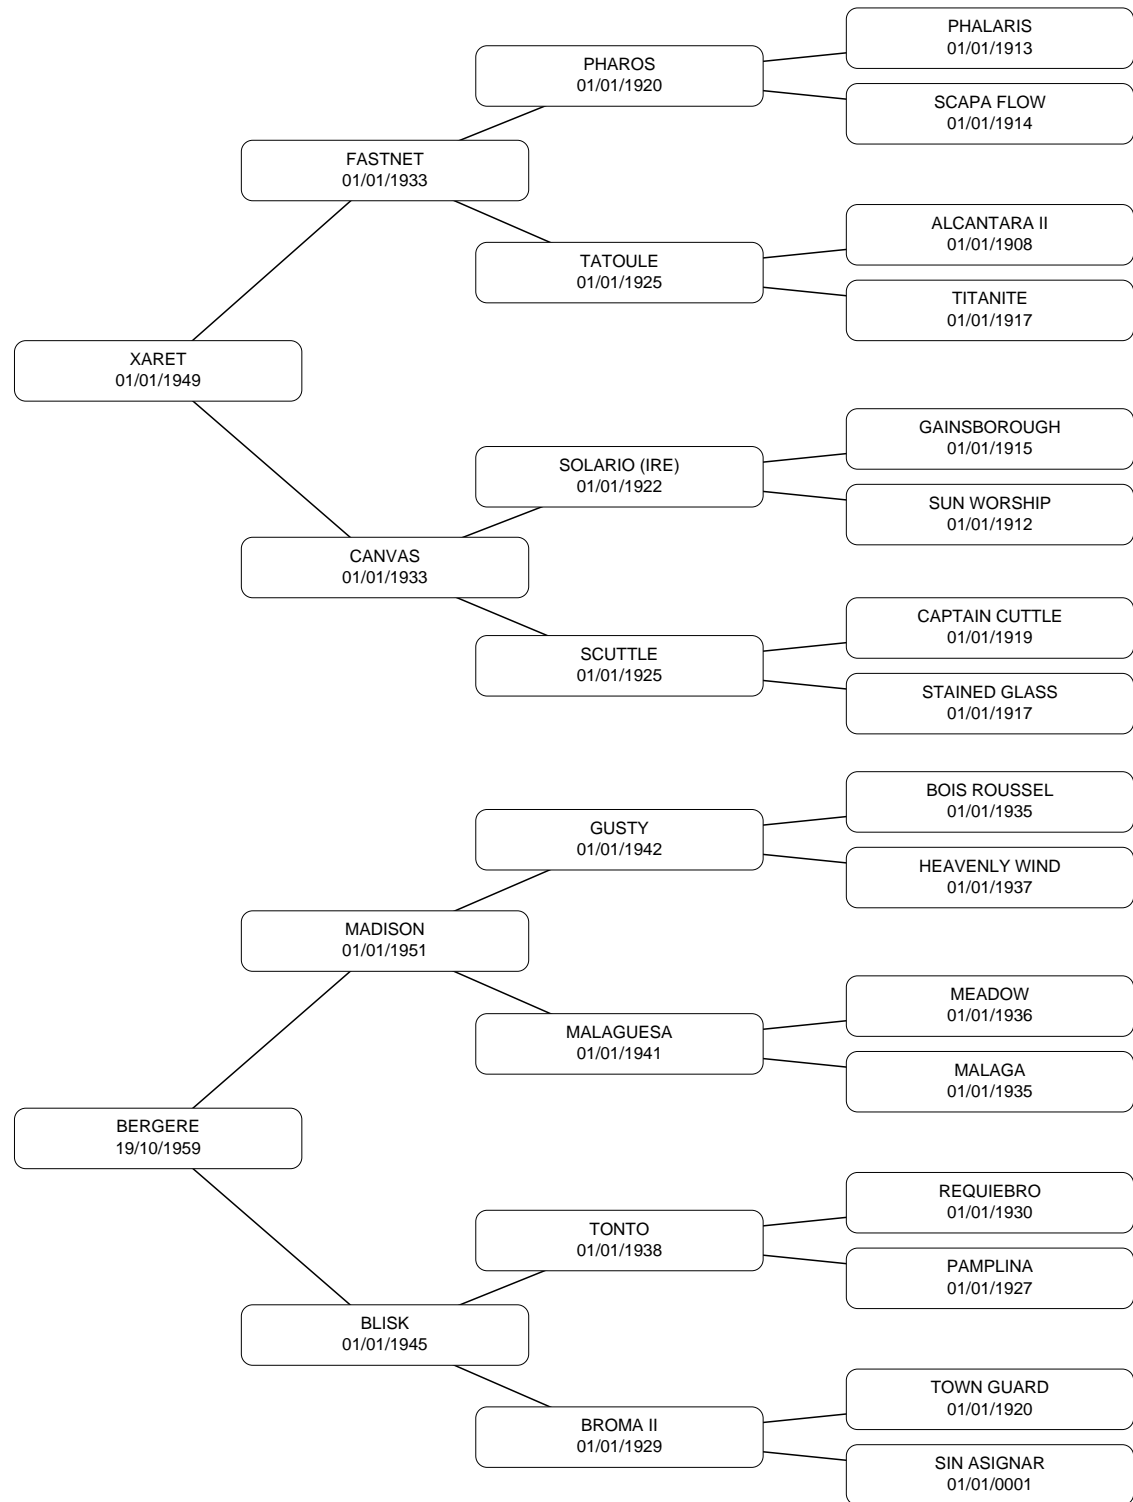 PHALARIS
01/01/1913
PHAROS
01/01/1920
SCAPA FLOW
01/01/1914
FASTNET
01/01/1933
ALCANTARA II
01/01/1908
TATOULE
01/01/1925
TITANITE
01/01/1917
XARET
01/01/1949
GAINSBOROUGH
01/01/1915
SOLARIO (IRE)
01/01/1922
SUN WORSHIP
01/01/1912
CANVAS
01/01/1933
CAPTAIN CUTTLE
01/01/1919
SCUTTLE
01/01/1925
STAINED GLASS
01/01/1917
BOIS ROUSSEL
01/01/1935
GUSTY
01/01/1942
HEAVENLY WIND
01/01/1937
MADISON
01/01/1951
MEADOW
01/01/1936
MALAGUESA
01/01/1941
MALAGA
01/01/1935
BERGERE
19/10/1959
REQUIEBRO
01/01/1930
TONTO
01/01/1938
PAMPLINA
01/01/1927
BLISK
01/01/1945
TOWN GUARD
01/01/1920
BROMA II
01/01/1929
SIN ASIGNAR
01/01/0001